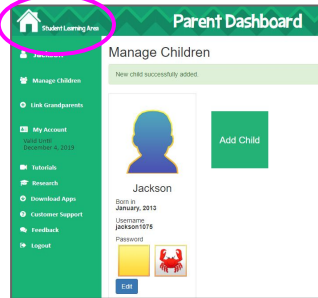 Student Learning Area
Parent Dashboard
Manage Children
New child successfully added.
Manage Children
Link Grandparents
My Account
Valid Until
December 4, 2019
Tutorials
Research
Download Apps
Customer Support
Feedback
Logout
Jackson
Born in
January, 2013
Username
jackson1075
Password
Edit
Add Child